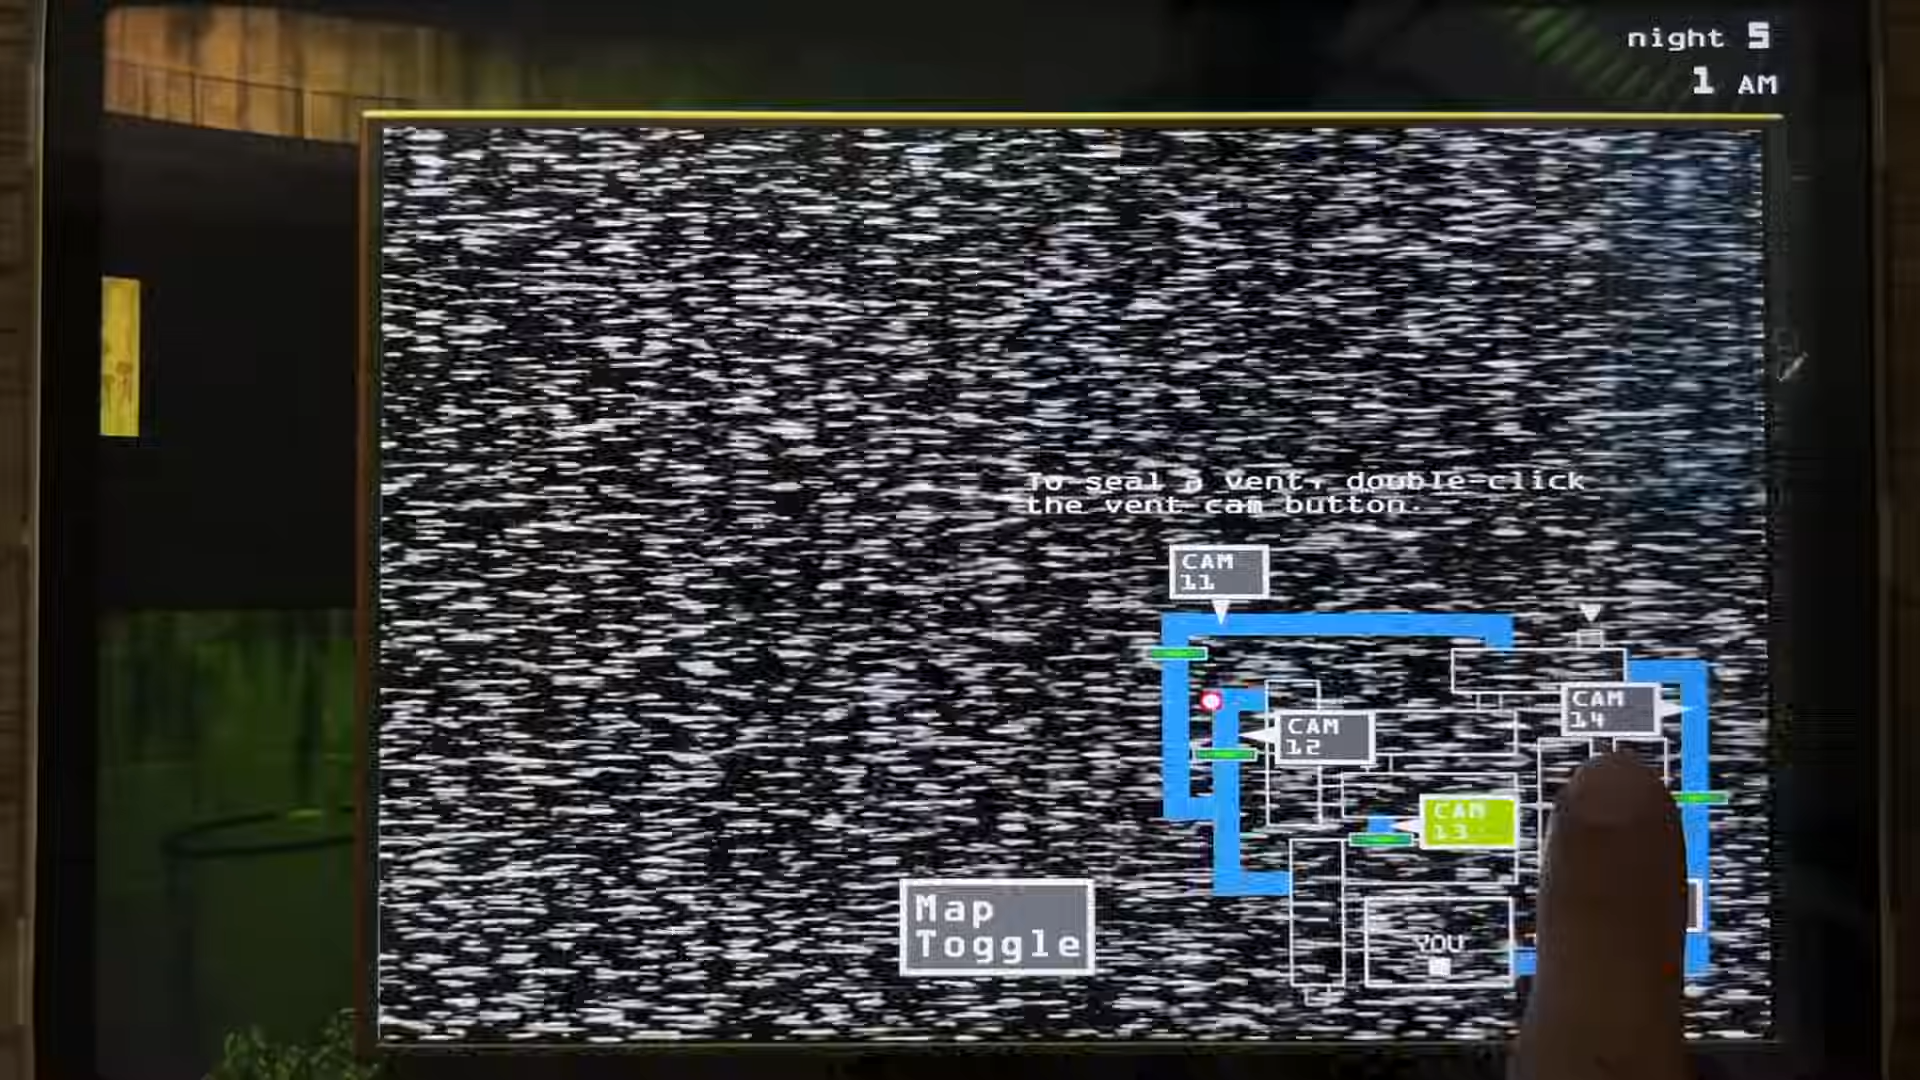 night 5
1 AM
To seal a vent, double-click
the vent cam button.
CAM
11
CAM
14
CAM
12
CAM
13
Map
Toggle
YOU